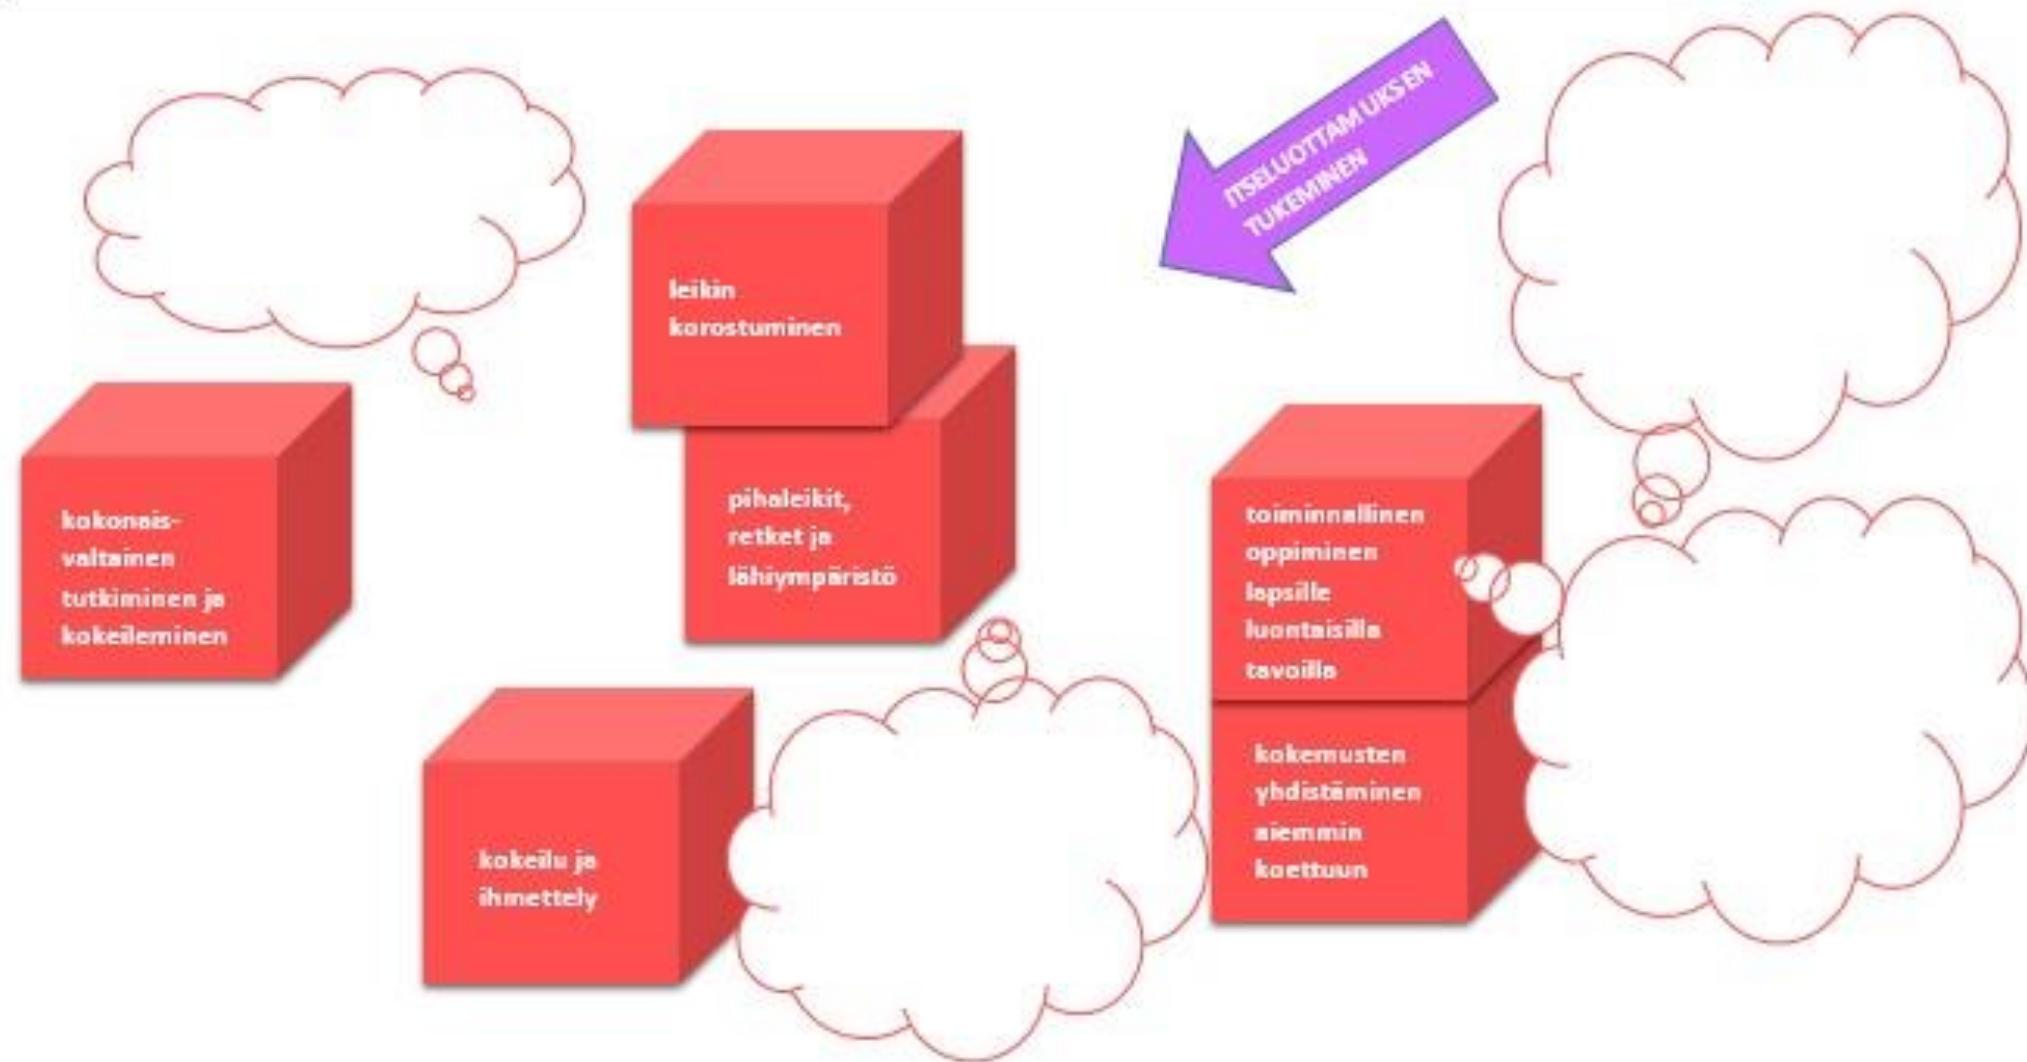 ITSELUOTTAMUKSEN
TUKEMINEN
leikin
korostuminen
kokonais-
valtainen
tutkiminen ja
kokeileminen
pihaleikit,
retket ja
lähiympäristö
toiminnallinen
oppiminen
lapsille
luontaisilla
tavoilla
kokeilu ja
ihmettely
kokemusten
yhdistäminen
aiemmin
koettuun